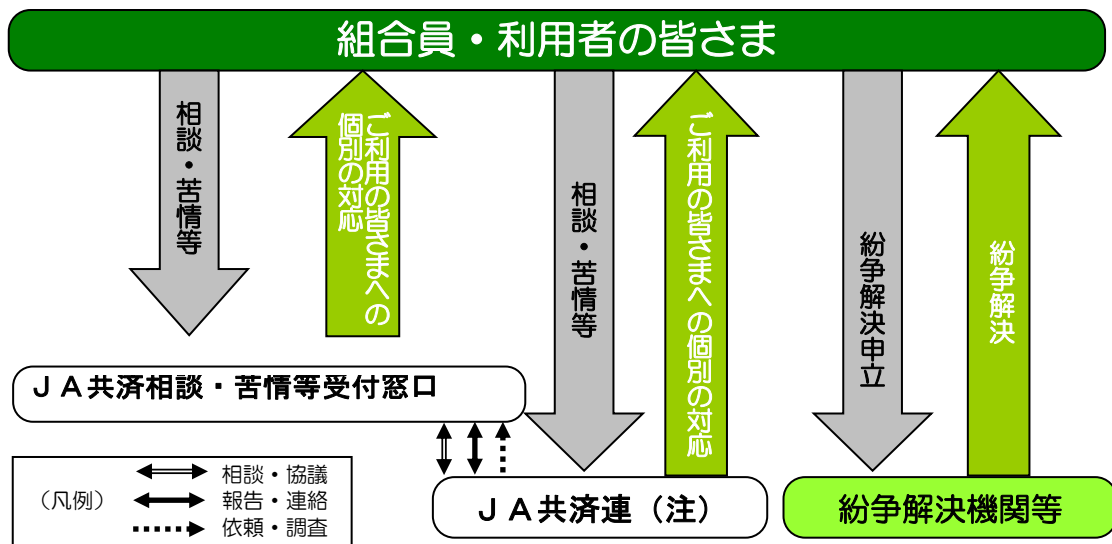 組合員・利用者の皆さま
相談・苦情等
ご利用の皆さまへの
個別の対応
相談・苦情等
ご利用の皆さまへの個別の対応
紛争解決申立
紛争解決
ＪＡ共済相談・苦情等受付窓口
ＪＡ共済連（注）
紛争解決機関等
（凡例）
相談・協議
報告・連絡
依頼・調査